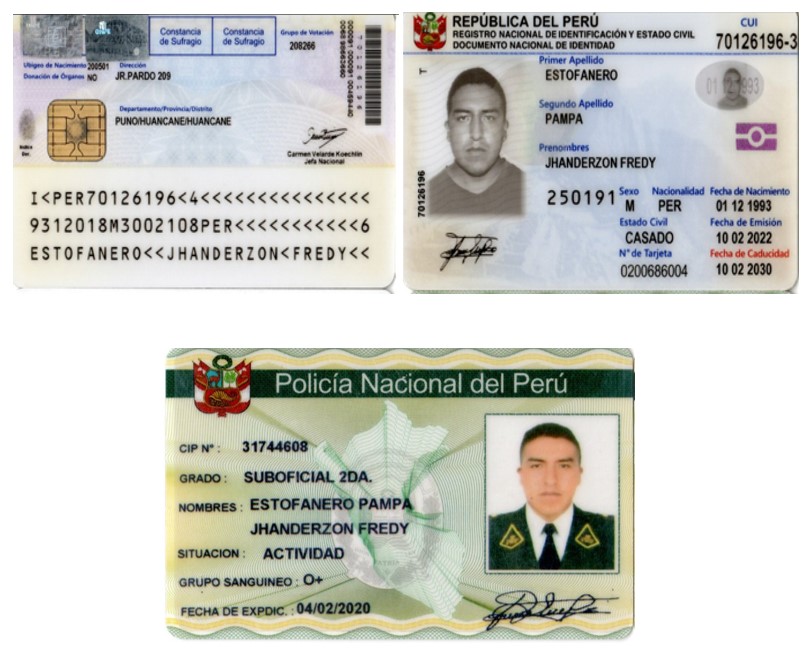 Constancia
de Sufragio
Constancia
de Sufragio
Grupo de Votación
208266
Ubigeo de Nacimiento 200501
Dirección
Donación de Órganos NO
JR.PARDO 209
Departamento/Provincia/Distrito
PUNO/HUANCANE/HUANCANE
Carmen Velarde Koechlin
Jefa Nacional
I<PER70126196<4<<<<<<<<<<<<<<<
9312018M3002108PER<<<<<<<<<<<6
ESTOFANERO<<JHANDERZON<FREDY<<
REPÚBLICA DEL PERÚ
REGISTRO NACIONAL DE IDENTIFICACIÓN Y ESTADO CIVIL
DOCUMENTO NACIONAL DE IDENTIDAD
CUI
70126196-3
T
70126196
Primer Apellido
ESTOFANERO
Segundo Apellido
PAMPA
Prenombres
JHANDERZON FREDY
250191
Sexo
M
Nacionalidad
PER
Fecha de Nacimiento
01 12 1993
Estado Civil
CASADO
Fecha de Emisión
10 02 2022
N° de Tarjeta
0200686004
Fecha de Caducidad
10 02 2030
Policía Nacional del Perú
CIP N° : 31744608
GRADO : SUBOFICIAL 2DA.
NOMBRES : ESTOFANERO PAMPA
JHANDERZON FREDY
SITUACION : ACTIVIDAD
GRUPO SANGUINEO : O+
FECHA DE EXPDIC. : 04/02/2020